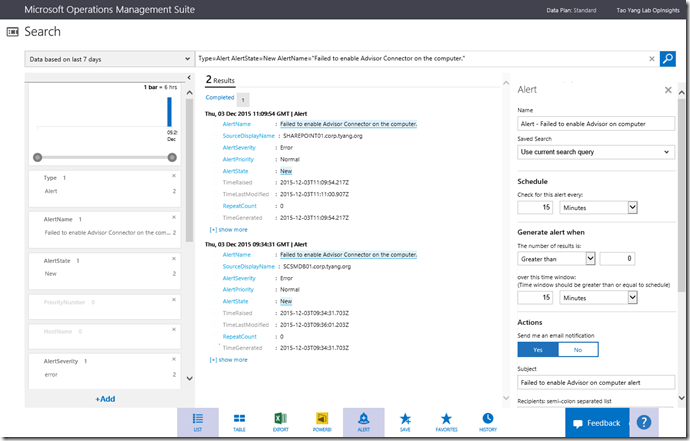 Microsoft Operations Management Suite
Data Plan: Standard
Tao Yang Lab OpInsights
Search
Data based on last 7 days
Type=Alert AlertState=New AlertName="Failed to enable Advisor Connector on the computer."
1 bar = 6 hrs
Dec
Type 1
Alert 2
AlertName 1
Failed to enable Advisor Connector on the com... 2
AlertState 1
New 2
PriorityNumber 0
HostName 0
AlertSeverity 1
error 2
+Add
2 Results
Completed 1
Thu, 03 Dec 2015 11:09:54 GMT | Alert
AlertName : Failed to enable Advisor Connector on the computer.
SourceDisplayName : SHAREPOINT01.corp.tyang.org
AlertSeverity : Error
AlertPriority : Normal
AlertState : New
TimeRaised : 2015-12-03T11:09:54.217Z
TimeLastModified : 2015-12-03T11:11:00.907Z
RepeatCount : 0
TimeGenerated : 2015-12-03T11:09:54.217Z
[+] show more
Thu, 03 Dec 2015 09:34:31 GMT | Alert
AlertName : Failed to enable Advisor Connector on the computer.
SourceDisplayName : SCSMDB01.corp.tyang.org
AlertSeverity : Error
AlertPriority : Normal
AlertState : New
TimeRaised : 2015-12-03T09:34:31.703Z
TimeLastModified : 2015-12-03T09:36:01.203Z
RepeatCount : 0
TimeGenerated : 2015-12-03T09:34:31.703Z
[+] show more
Alert
Name
Alert - Failed to enable Advisor on computer
Saved Search
Use current search query
Schedule
Check for this alert every:
15 Minutes
Generate alert when
The number of results is:
Greater than 0
over this time window:
(Time window should be greater than or equal to schedule)
15 Minutes
Actions
Send me an email notification
Yes No
Subject
Failed to enable Advisor on computer alert
Recipients: semi-colon separated list
LIST
TABLE
EXPORT
POWERBI
ALERT
SAVE
FAVORITES
HISTORY
Feedback
?